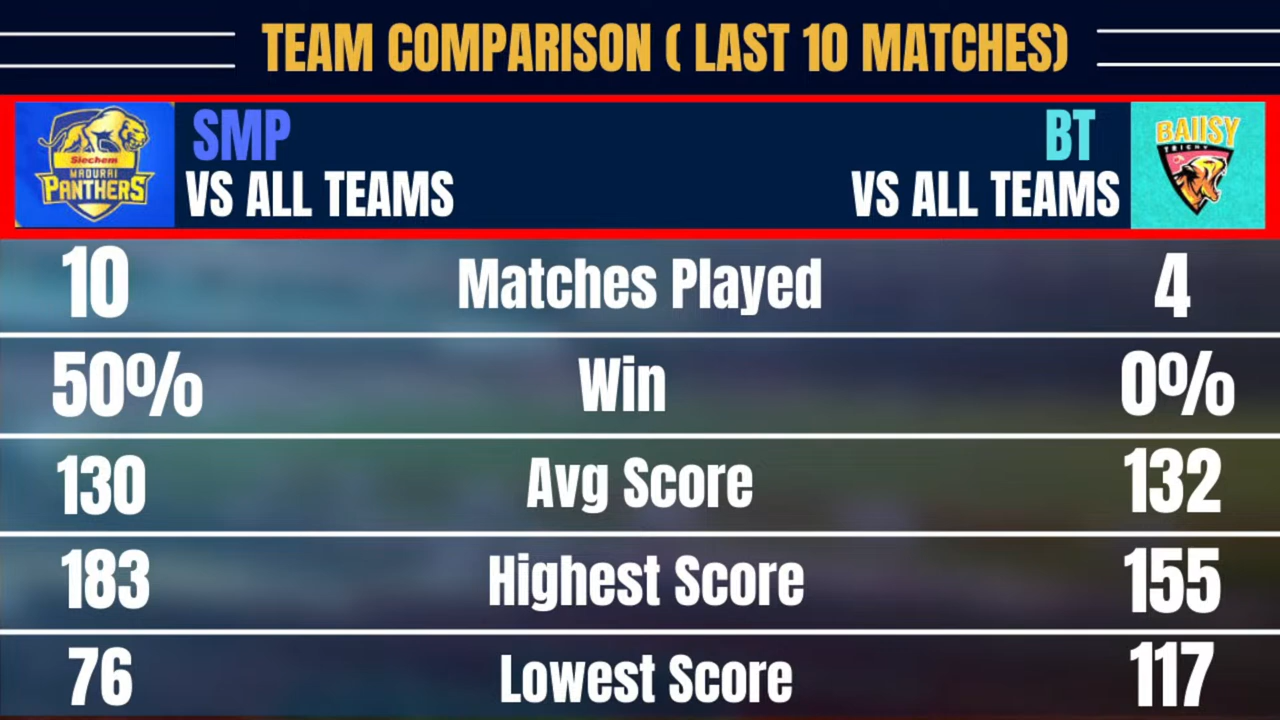 TEAM COMPARISON ( LAST 10 MATCHES)
Siechem
MADURAI
PANTHERS
SMP
VS ALL TEAMS
BT
VS ALL TEAMS
BA11SY
TRICHY
10 Matches Played 4
50% Win 0%
130 Avg Score 132
183 Highest Score 155
76 Lowest Score 117